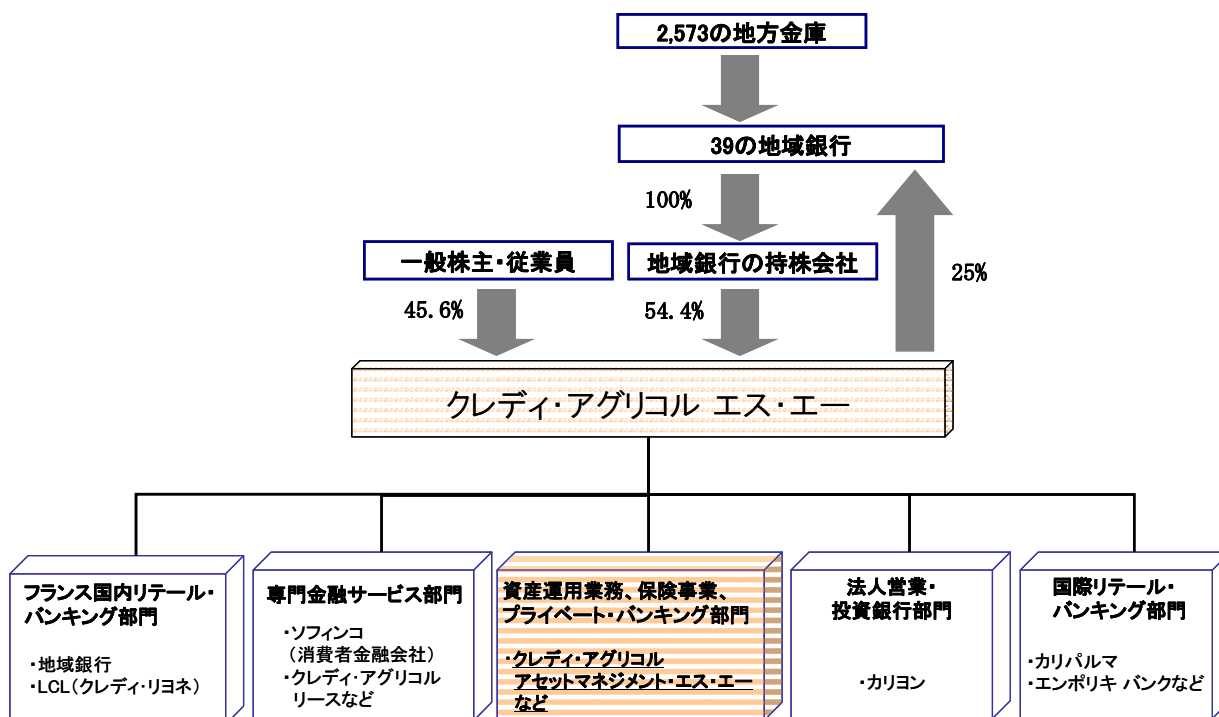 2,573の地方金庫
39の地域銀行
100%
一般株主・従業員
地域銀行の持株会社
25%
45.6%
54.4%
クレディ・アグリコル エス・エー
フランス国内リテール・
バンキング部門
・地域銀行
・LCL（クレディ・リヨネ）
専門金融サービス部門
・ソフィンコ
（消費者金融会社）
・クレディ・アグリコル
リースなど
資産運用業務、保険事業、
プライベート・バンキング部門
・クレディ・アグリコル
アセットマネジメント・エス・エー
など
法人営業・
投資銀行部門
・カリヨン
国際リテール・
バンキング部門
・カリパルマ
・エンポリキ バンクなど